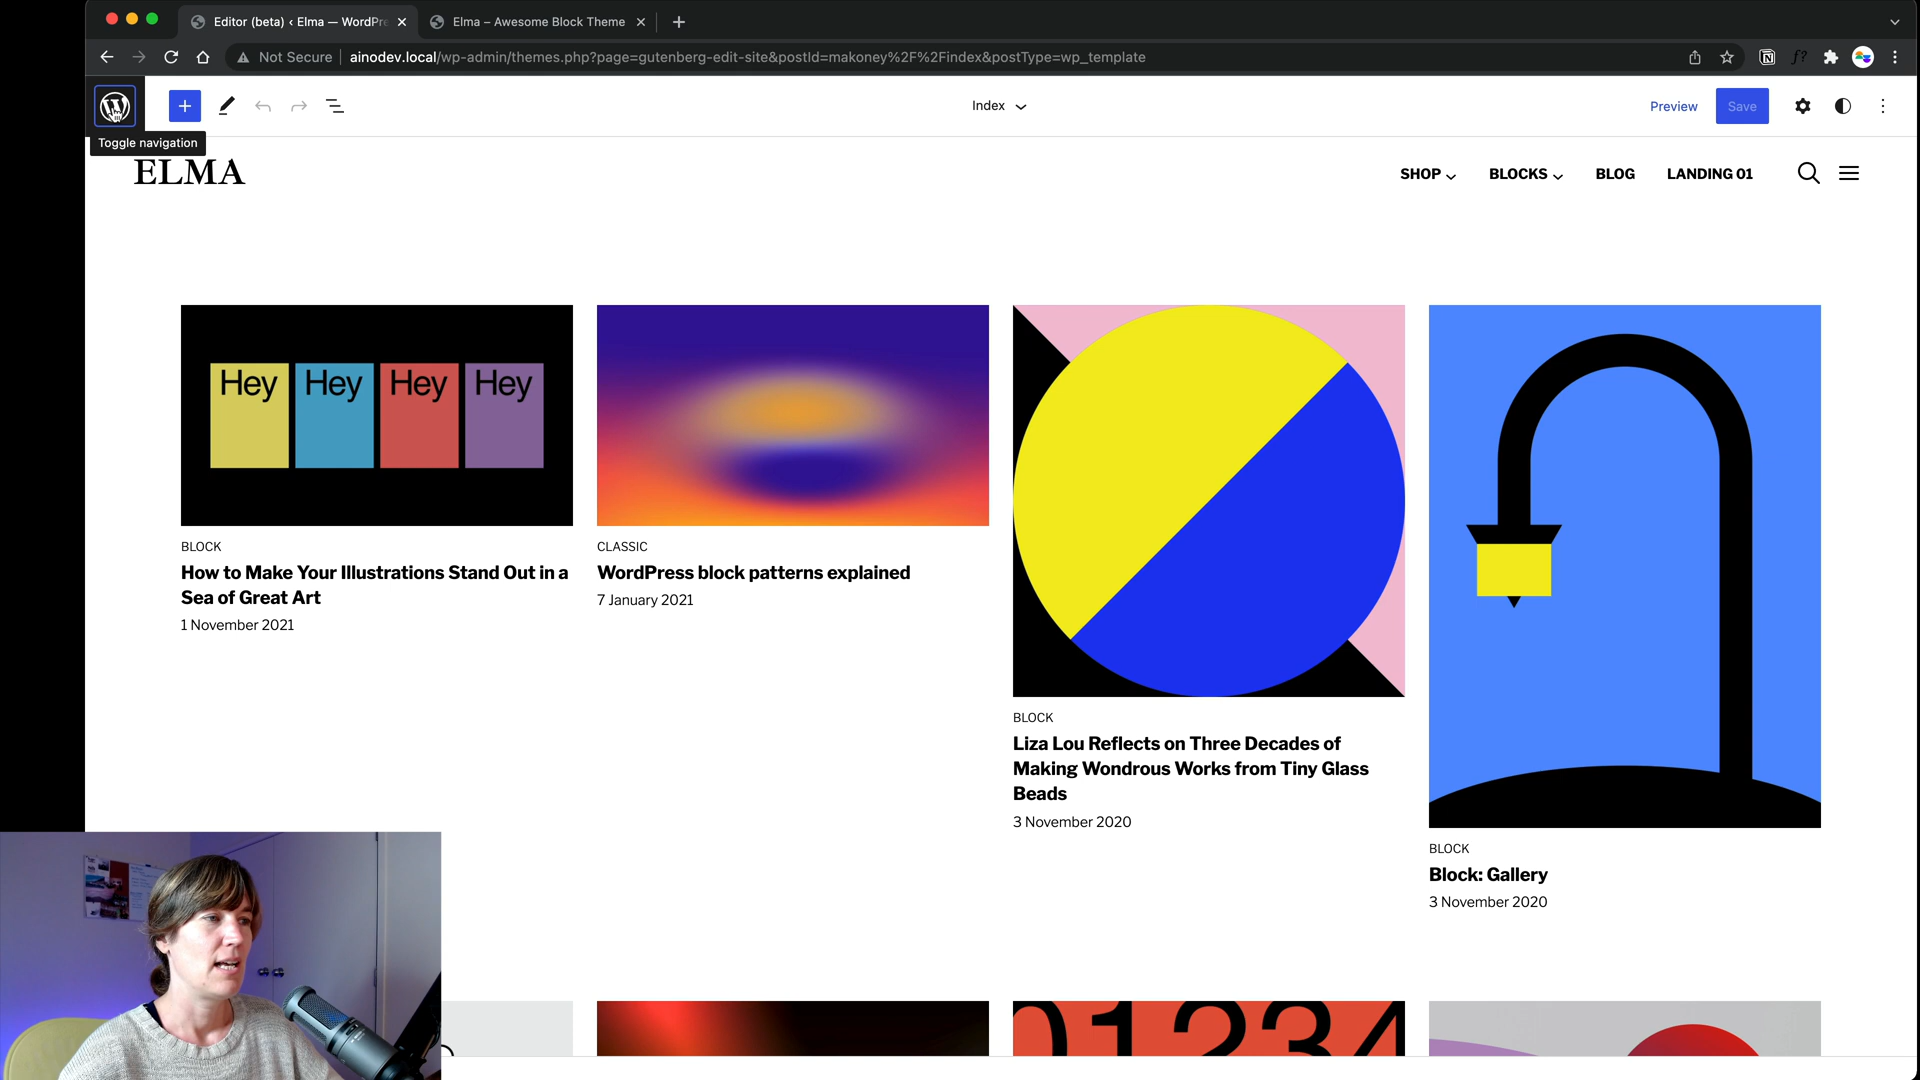 Editor (beta) ‹ Elma — WordPre
Elma – Awesome Block Theme
Not Secure
ainodev.local/wp-admin/themes.php?page=gutenberg-edit-site&postId=makoney%2F%2Findex&postType=wp_template
f?
Index
Preview
Save
Toggle navigation
ELMA
SHOP
BLOCKS
BLOG
LANDING 01
Hey Hey Hey Hey
BLOCK
How to Make Your Illustrations Stand Out in a
Sea of Great Art
1 November 2021
CLASSIC
WordPress block patterns explained
7 January 2021
BLOCK
Liza Lou Reflects on Three Decades of
Making Wondrous Works from Tiny Glass
Beads
3 November 2020
BLOCK
Block: Gallery
3 November 2020
01234